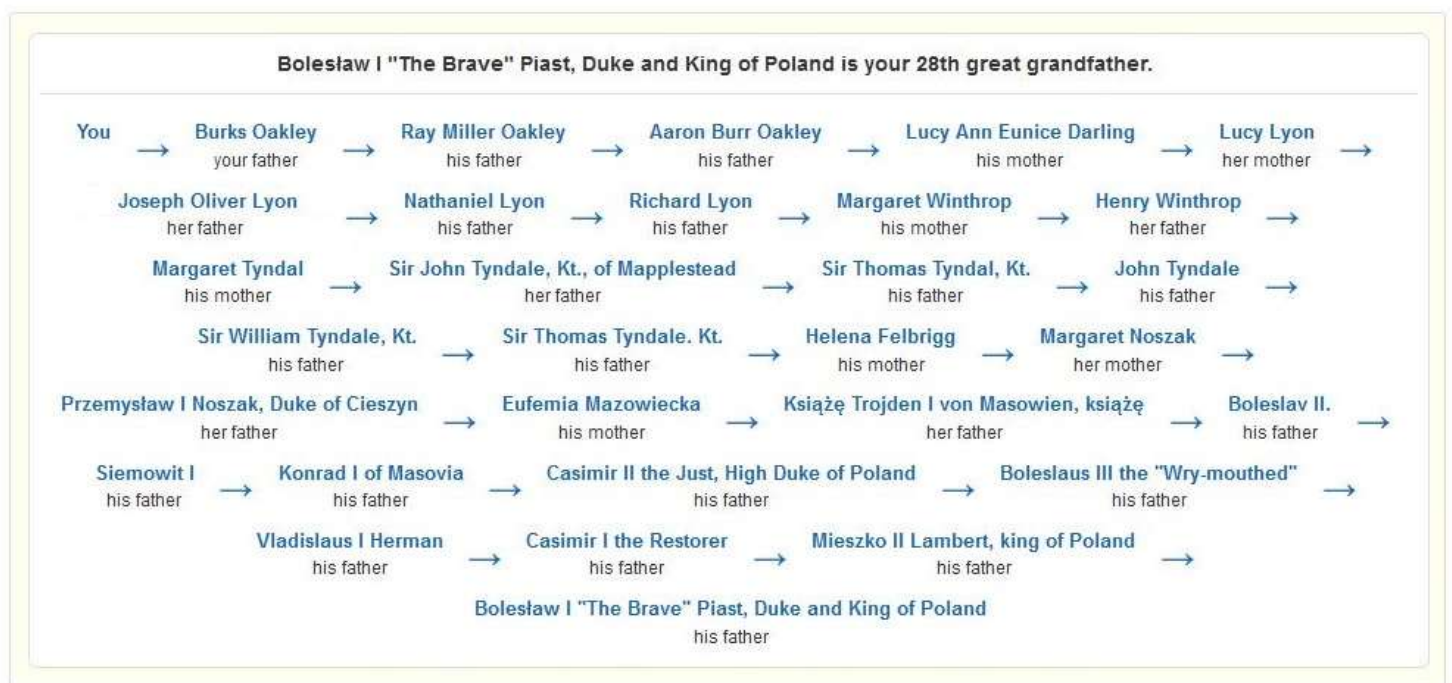 Bolesław I "The Brave" Piast, Duke and King of Poland is your 28th great grandfather.
You → Burks Oakley → Ray Miller Oakley → Aaron Burr Oakley → Lucy Ann Eunice Darling → Lucy Lyon →
your father his father his father his mother her mother
Joseph Oliver Lyon → Nathaniel Lyon → Richard Lyon → Margaret Winthrop → Henry Winthrop →
her father his father his father his mother her father
Margaret Tyndal → Sir John Tyndale, Kt., of Mapplestead → Sir Thomas Tyndal, Kt. → John Tyndale →
his mother her father his father his father
Sir William Tyndale, Kt. → Sir Thomas Tyndale. Kt. → Helena Felbrigg → Margaret Noszak →
his father his father his mother her mother
Przemysław I Noszak, Duke of Cieszyn → Eufemia Mazowiecka → Książę Trojden I von Masowien, książę → Boleslav II. →
her father his mother her father his father
Siemowit I → Konrad I of Masovia → Casimir II the Just, High Duke of Poland → Boleslaus III the "Wry-mouthed" →
his father his father his father his father
Vladislaus I Herman → Casimir I the Restorer → Mieszko II Lambert, king of Poland →
his father his father his father
Bolesław I "The Brave" Piast, Duke and King of Poland
his father